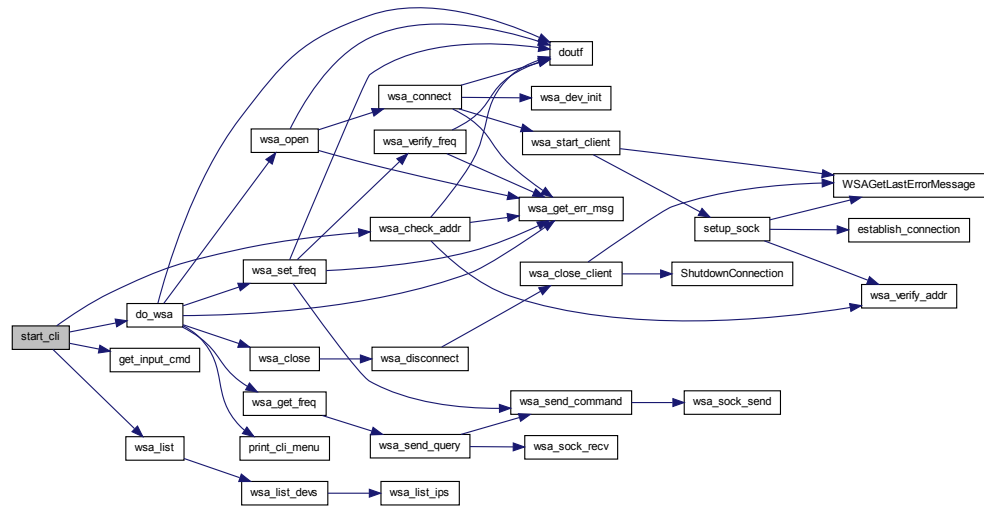 doutf
wsa_connect
wsa_dev_init
wsa_open
wsa_verify_freq
wsa_start_client
WSAGetLastErrorMessage
wsa_get_err_msg
wsa_check_addr
setup_sock
establish_connection
wsa_set_freq
wsa_close_client
ShutdownConnection
wsa_verify_addr
do_wsa
start_cli
get_input_cmd
wsa_close
wsa_disconnect
wsa_get_freq
wsa_send_command
wsa_sock_send
wsa_list
print_cli_menu
wsa_send_query
wsa_sock_recv
wsa_list_devs
wsa_list_ips